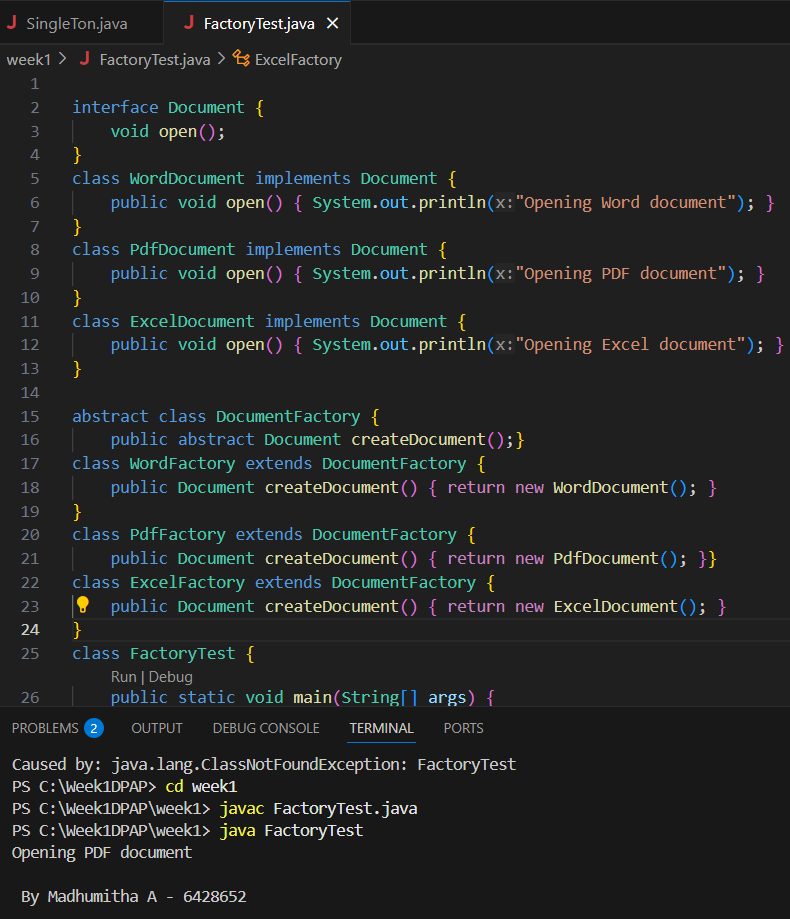 SingleTon.java
FactoryTest.java
week1 > FactoryTest.java > ExcelFactory
1
2 interface Document {
3 void open();
4 }
5 class WordDocument implements Document {
6 public void open() { System.out.println(x:"Opening Word document"); }
7 }
8 class PdfDocument implements Document {
9 public void open() { System.out.println(x:"Opening PDF document"); }
10 }
11 class ExcelDocument implements Document {
12 public void open() { System.out.println(x:"Opening Excel document"); }
13 }
14
15 abstract class DocumentFactory {
16 public abstract Document createDocument();}
17 class WordFactory extends DocumentFactory {
18 public Document createDocument() { return new WordDocument(); }
19 }
20 class PdfFactory extends DocumentFactory {
21 public Document createDocument() { return new PdfDocument(); }}
22 class ExcelFactory extends DocumentFactory {
23 public Document createDocument() { return new ExcelDocument(); }
24 }
25 class FactoryTest {
Run | Debug
26 public static void main(String[] args) {
PROBLEMS 2 OUTPUT DEBUG CONSOLE TERMINAL PORTS
Caused by: java.lang.ClassNotFoundException: FactoryTest
PS C:\Week1DPAP> cd week1
PS C:\Week1DPAP\week1> javac FactoryTest.java
PS C:\Week1DPAP\week1> java FactoryTest
Opening PDF document
By Madhumitha A - 6428652